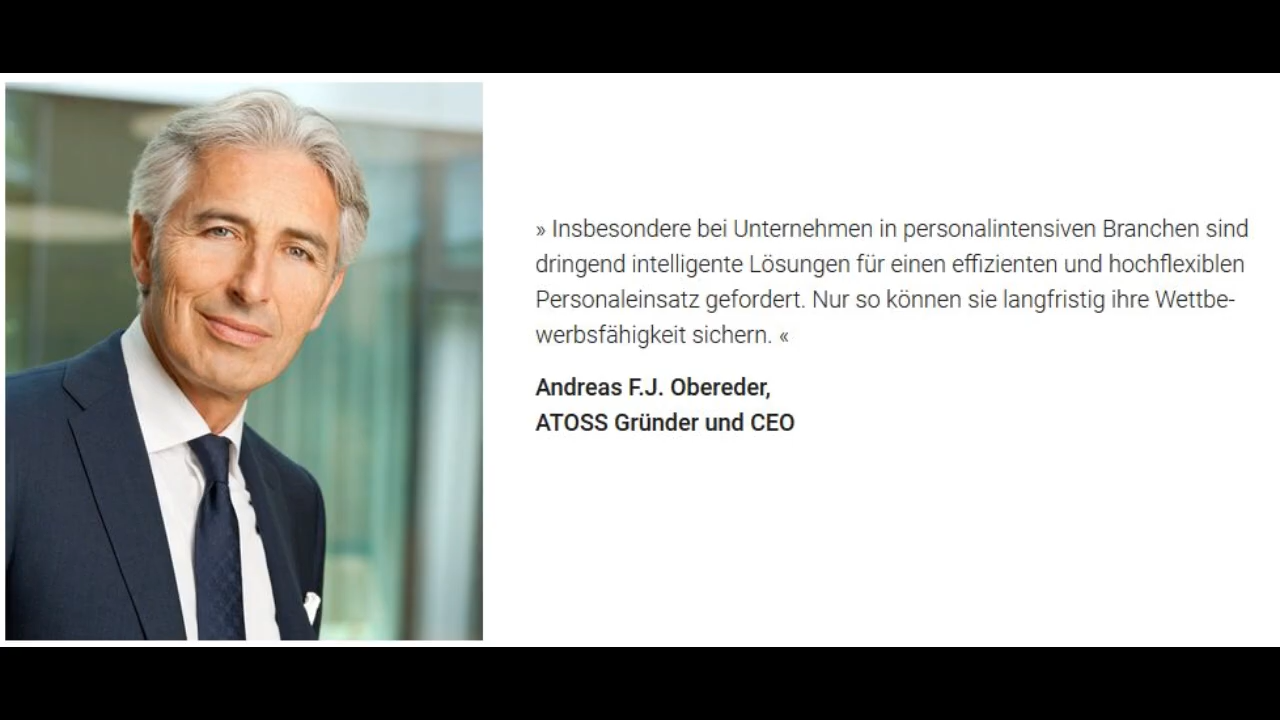 » Insbesondere bei Unternehmen in personalintensiven Branchen sind
dringend intelligente Lösungen für einen effizienten und hochflexiblen
Personaleinsatz gefordert. Nur so können sie langfristig ihre Wettbe-
werbsfähigkeit sichern. «
Andreas F.J. Obereder,
ATOSS Gründer und CEO